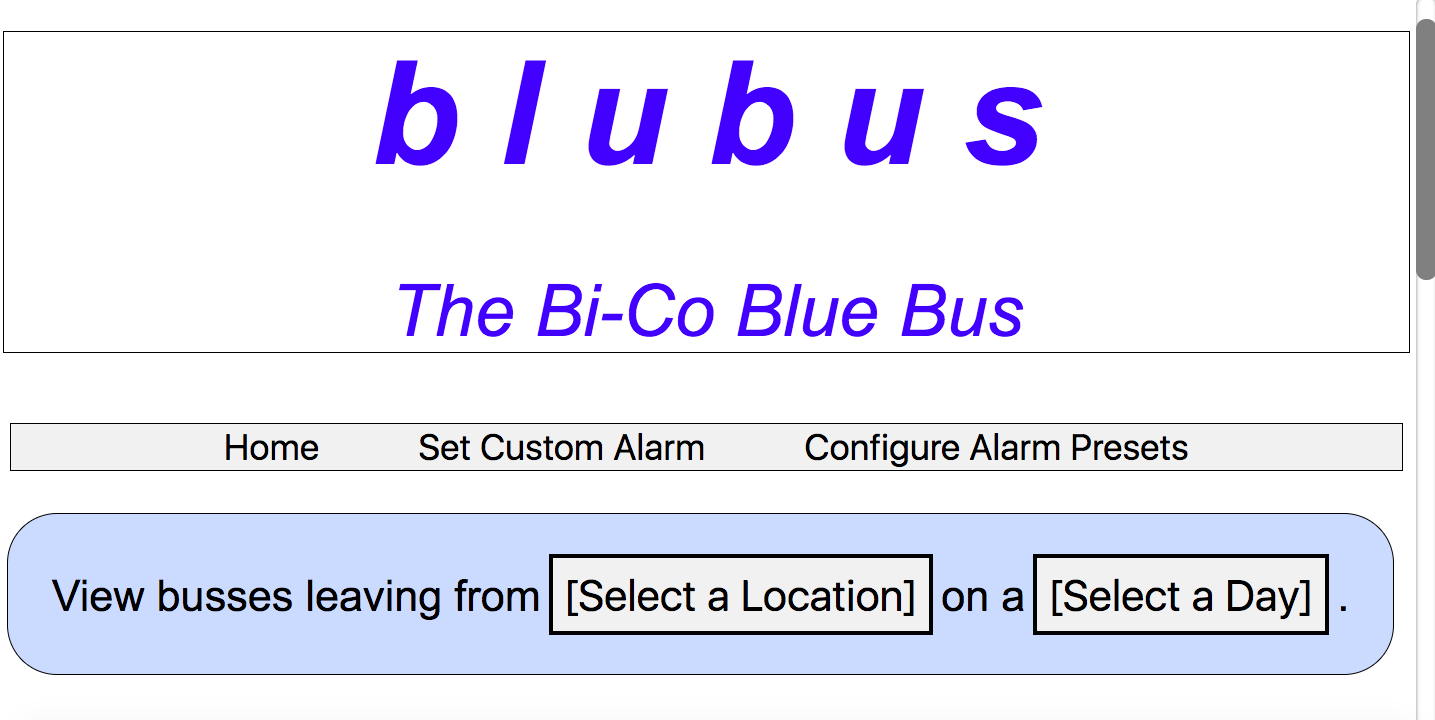 b l u b u s
The Bi-Co Blue Bus
Home Set Custom Alarm Configure Alarm Presets
View busses leaving from [Select a Location] on a [Select a Day] .